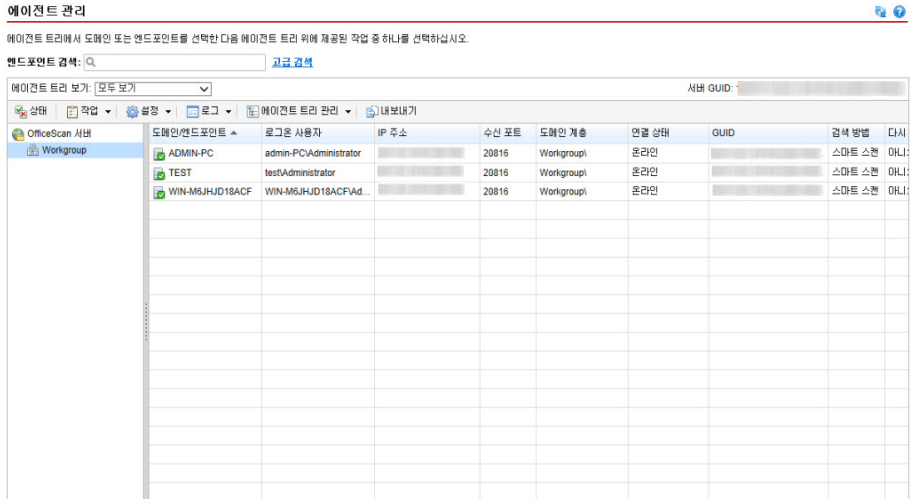 에이전트 관리
에이전트 트리에서 도메인 또는 엔드포인트를 선택한 다음 에이전트 트리 위에 제공된 작업 중 하나를 선택하십시오.
엔드포인트 검색: 고급 검색
에이전트 트리 보기: 모두 보기 서버 GUID:
상태 작업 설정 로그 에이전트 트리 관리 내보내기
OfficeScan 서버
Workgroup
도메인/엔드포인트 로그온 사용자 IP 주소 수신 포트 도메인 계층 연결 상태 GUID 검색 방법 다시
ADMIN-PC admin-PC\Administrator 20816 Workgroup\ 온라인 스마트 스캔 아니
TEST test\Administrator 20816 Workgroup\ 온라인 스마트 스캔 아니
WIN-M6JHJD18ACF WIN-M6JHJD18ACF\Ad... 20816 Workgroup\ 온라인 스마트 스캔 아니